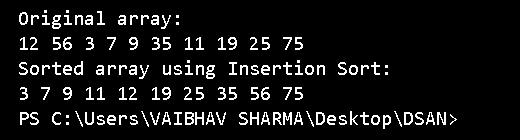 Original array:
12 56 3 7 9 35 11 19 25 75
Sorted array using Insertion Sort:
3 7 9 11 12 19 25 35 56 75
PS C:\Users\VAIBHAV SHARMA\Desktop\DSAN>